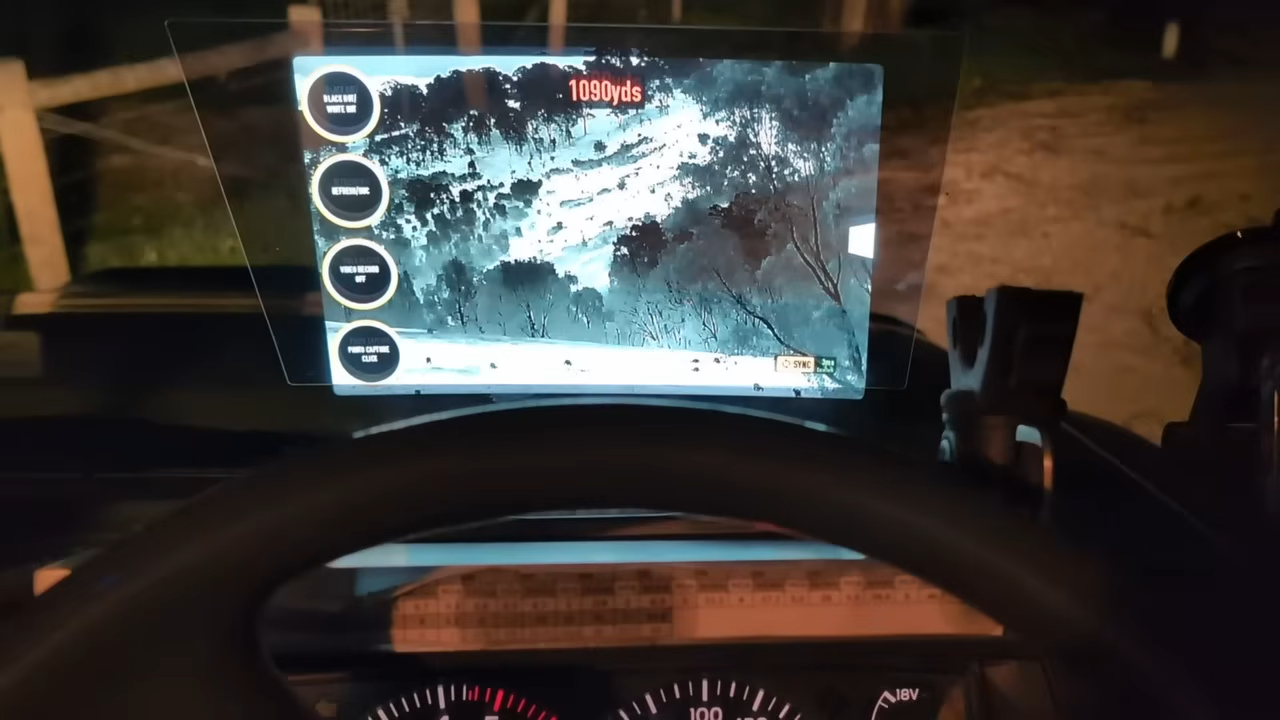 1090yds
BLACK HOT/
WHITE HOT
REFRESH/NUC
VIDEO RECORD
OFF
PHOTO CAPTURE
CLICK
SYNC
100
18V